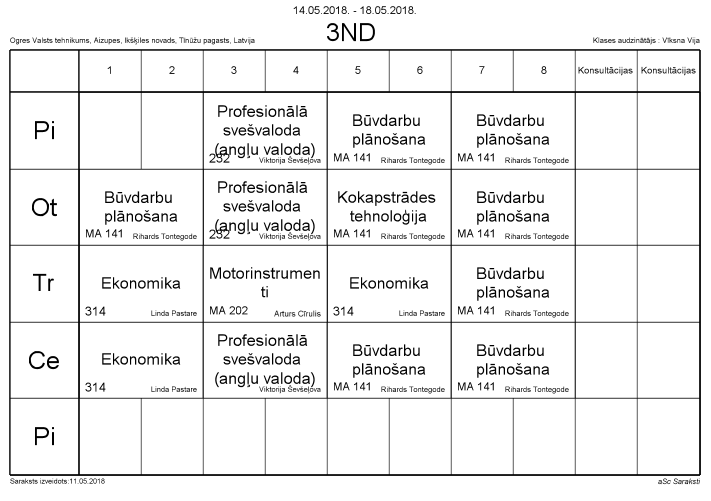 14.05.2018. - 18.05.2018.
3ND
Ogres Valsts tehnikums, Aizupes, Ikšķiles novads, Tīnūžu pagasts, Latvija
Klases audzinātājs : Vīksna Vija
1 2 3 4 5 6 7 8 Konsultācijas Konsultācijas
Pi
Profesionālā
svešvaloda
(angļu valoda)
232 Viktorija Ševšeļova
Būvdarbu
plānošana
MA 141 Rihards Tontegode
Būvdarbu
plānošana
MA 141 Rihards Tontegode
Ot
Būvdarbu
plānošana
MA 141 Rihards Tontegode
Profesionālā
svešvaloda
(angļu valoda)
232 Viktorija Ševšeļova
Kokapstrādes
tehnoloģija
MA 141 Rihards Tontegode
Būvdarbu
plānošana
MA 141 Rihards Tontegode
Tr
Ekonomika
314 Linda Pastare
Motorinstrumen
ti
MA 202 Arturs Cīrulis
Ekonomika
314 Linda Pastare
Būvdarbu
plānošana
MA 141 Rihards Tontegode
Ce
Ekonomika
314 Linda Pastare
Profesionālā
svešvaloda
(angļu valoda)
Viktorija Ševšeļova
Būvdarbu
plānošana
MA 141 Rihards Tontegode
Būvdarbu
plānošana
MA 141 Rihards Tontegode
Pi
Saraksts izveidots:11.05.2018
aSc Saraksti